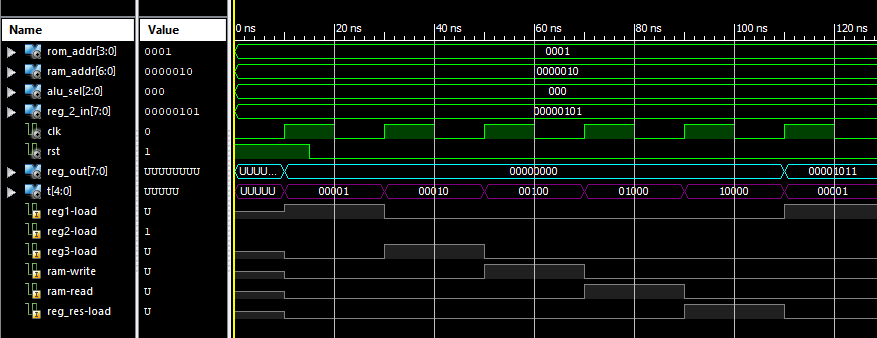 Name Value 0 ns 20 ns 40 ns 60 ns 80 ns 100 ns 120 ns
rom_addr[3:0] 0001 0001
ram_addr[6:0] 0000010 0000010
alu_sel[2:0] 000 000
reg_2_in[7:0] 00000101 00000101
clk 0
rst 1
reg_out[7:0] UUUUUUUU UUUU... 00000000 00001011
t[4:0] UUUUU UUUUU 00001 00010 00100 01000 10000 00001
reg1-load U
reg2-load 1
reg3-load U
ram-write U
ram-read U
reg_res-load U